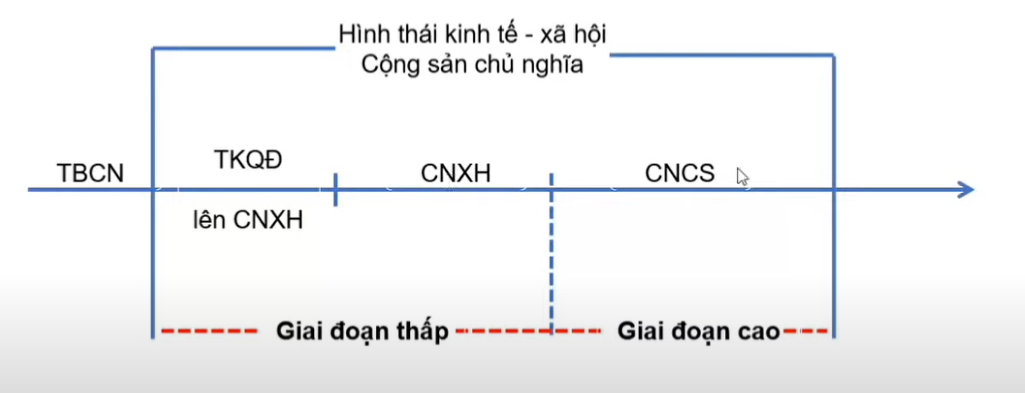 Hình thái kinh tế - xã hội
Cộng sản chủ nghĩa
TBCN
TKQĐ
lên CNXH
CNXH
CNCS
Giai đoạn thấp
Giai đoạn cao